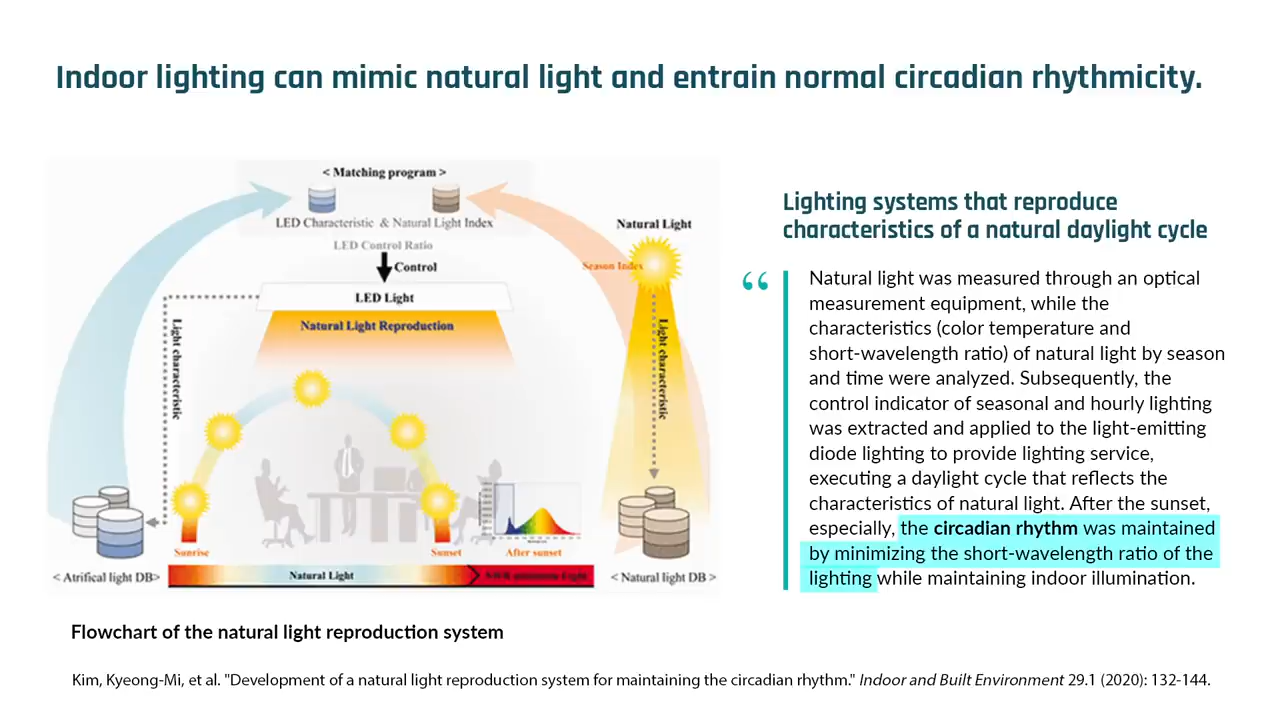 Indoor lighting can mimic natural light and entrain normal circadian rhythmicity.
< Matching program >
LED Characteristic & Natural Light Index
LED Control Ratio
Control
LED Light
Natural Light Reproduction
Light characteristic
Natural Light
Season Index
Light characteristic
Sunrise
Sunset
After sunset
< Atrifical light DB>
Natural Light
< Natural light DB >
Flowchart of the natural light reproduction system
Lighting systems that reproduce
characteristics of a natural daylight cycle
“
Natural light was measured through an optical
measurement equipment, while the
characteristics (color temperature and
short-wavelength ratio) of natural light by season
and time were analyzed. Subsequently, the
control indicator of seasonal and hourly lighting
was extracted and applied to the light-emitting
diode lighting to provide lighting service,
executing a daylight cycle that reflects the
characteristics of natural light. After the sunset,
especially, the circadian rhythm was maintained
by minimizing the short-wavelength ratio of the
lighting while maintaining indoor illumination.
Kim, Kyeong-Mi, et al. "Development of a natural light reproduction system for maintaining the circadian rhythm." Indoor and Built Environment 29.1 (2020): 132-144.